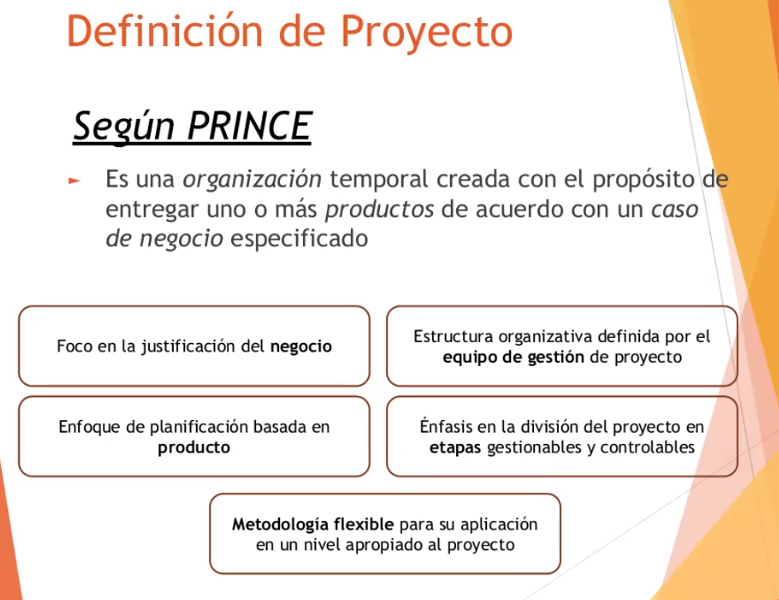 Definición de Proyecto
Según PRINCE
► Es una organización temporal creada con el propósito de
entregar uno o más productos de acuerdo con un caso
de negocio especificado
Foco en la justificación del negocio
Estructura organizativa definida por el
equipo de gestión de proyecto
Enfoque de planificación basada en
producto
Énfasis en la división del proyecto en
etapas gestionables y controlables
Metodología flexible para su aplicación
en un nivel apropiado al proyecto